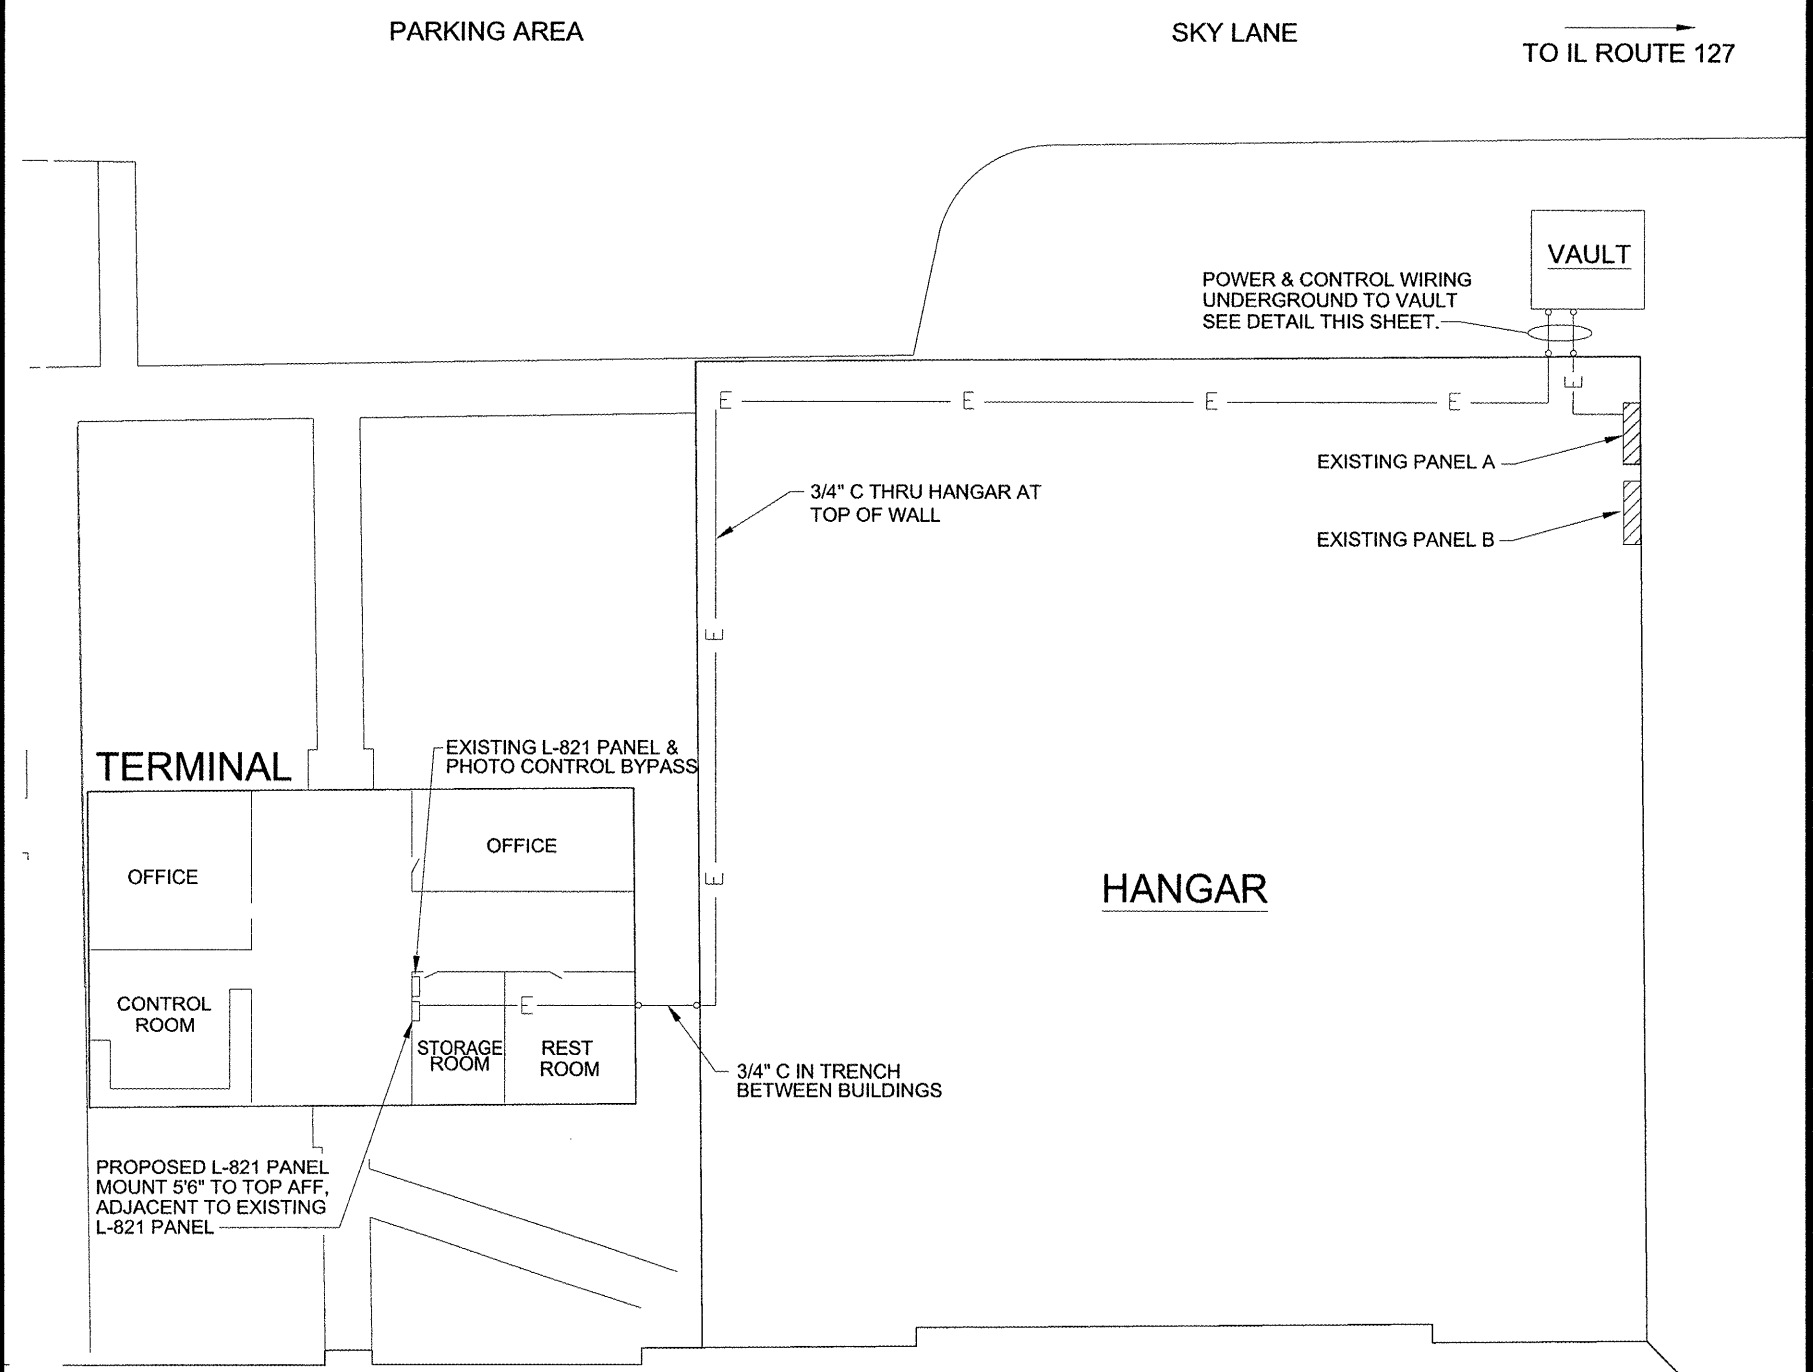 PARKING AREA
SKY LANE
TO IL ROUTE 127
VAULT
POWER & CONTROL WIRING
UNDERGROUND TO VAULT
SEE DETAIL THIS SHEET.
E
E
E
E
E
EXISTING PANEL A
3/4" C THRU HANGAR AT
TOP OF WALL
EXISTING PANEL B
E
EXISTING L-821 PANEL &
PHOTO CONTROL BYPASS
TERMINAL
OFFICE
OFFICE
E
HANGAR
CONTROL
ROOM
E
STORAGE
ROOM
REST
ROOM
3/4" C IN TRENCH
BETWEEN BUILDINGS
PROPOSED L-821 PANEL
MOUNT 5'6" TO TOP AFF,
ADJACENT TO EXISTING
L-821 PANEL